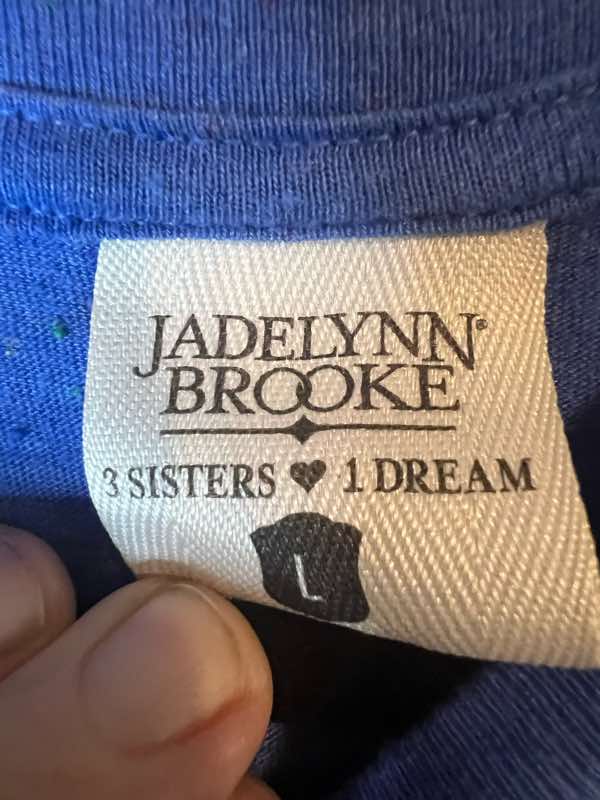 JADELYNN®
BROOKE
3 SISTERS ♥ 1 DREAM
L